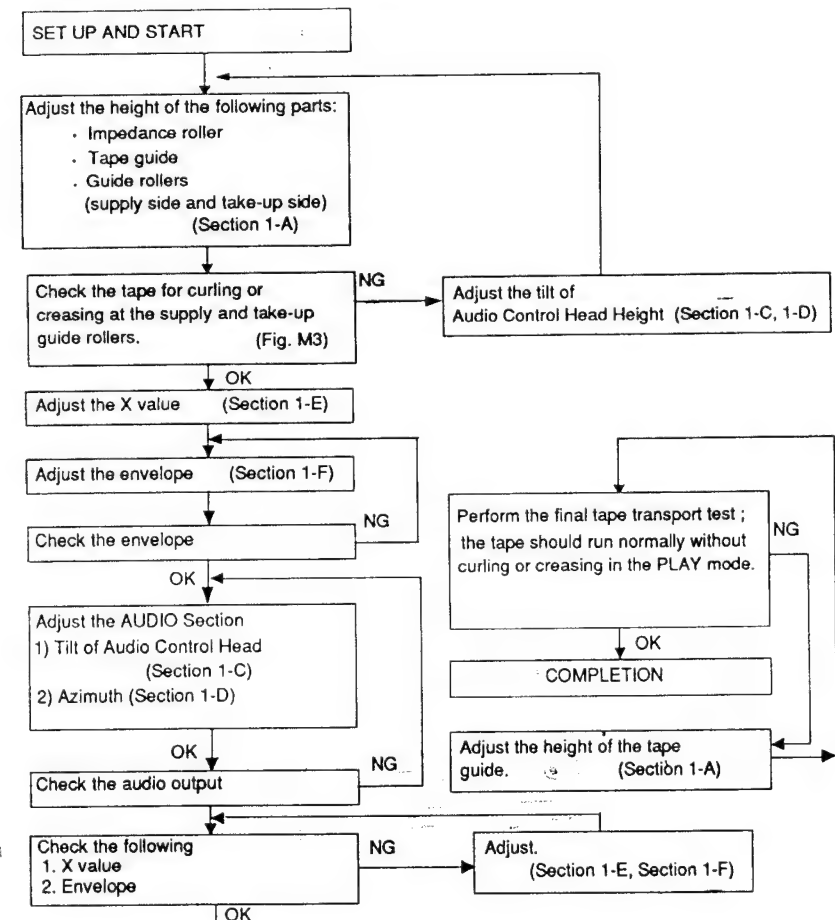 SET UP AND START
Adjust the height of the following parts:
. Impedance roller
. Tape guide
. Guide rollers
(supply side and take-up side)
(Section 1-A)
Check the tape for curling or
creasing at the supply and take-up
guide rollers. (Fig. M3)
NG
Adjust the tilt of
Audio Control Head Height (Section 1-C, 1-D)
OK
Adjust the X value (Section 1-E)
Adjust the envelope (Section 1-F)
Check the envelope
NG
OK
Adjust the AUDIO Section
1) Tilt of Audio Control Head
(Section 1-C)
2) Azimuth (Section 1-D)
OK
Check the audio output
NG
Check the following
1. X value
2. Envelope
NG
Adjust.
(Section 1-E, Section 1-F)
OK
Perform the final tape transport test ;
the tape should run normally without
curling or creasing in the PLAY mode.
NG
OK
COMPLETION
Adjust the height of the tape
guide. (Section 1-A)